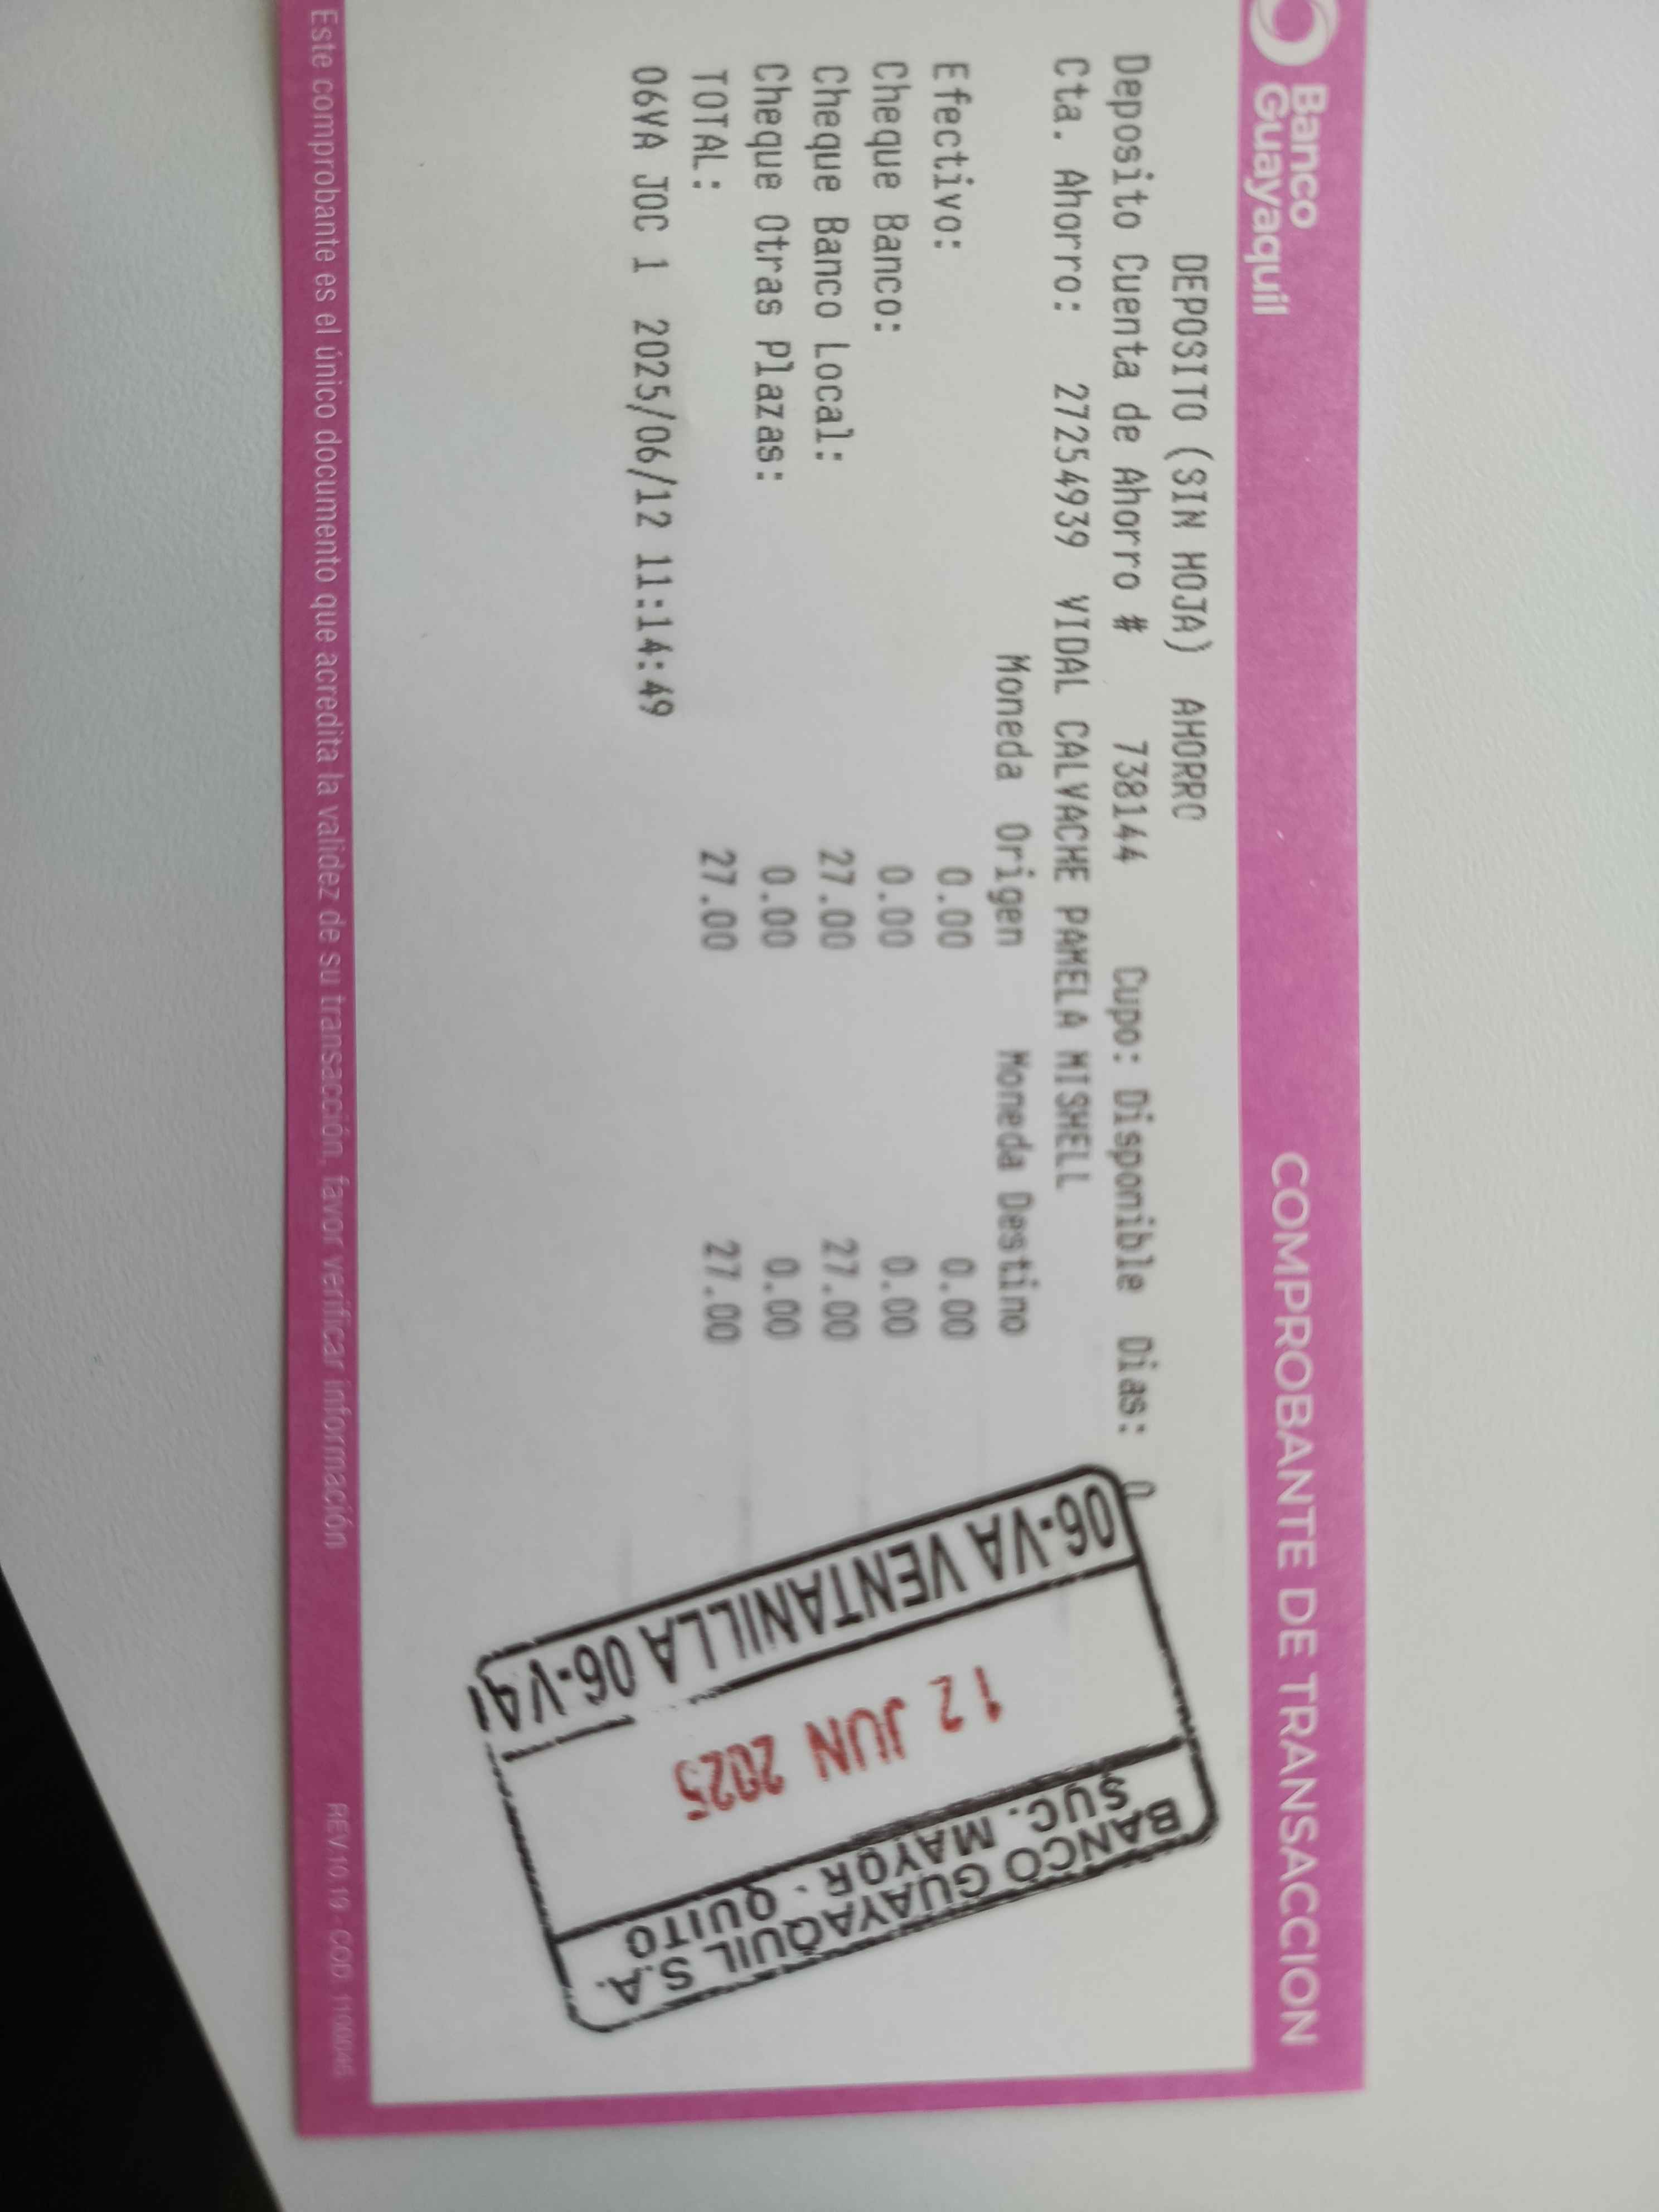 Banco
Guayaquil
COMPROBANTE DE TRANSACCION
DEPOSITO (SIN HOJA) AHORRO
Deposito Cuenta de Ahorro # 738144 Cupo: Disponible Dias: 0
Cta. Ahorro: 27254939 VIDAL CALVACHE PAMELA MISHELL
Moneda Origen Moneda Destino
Efectivo: 0.00 0.00
Cheque Banco: 0.00 0.00
Cheque Banco Local: 27.00 27.00
Cheque Otras Plazas: 0.00 0.00
TOTAL: 27.00 27.00
06VA JOC 1 2025/06/12 11:14:49
BANCO GUAYAQUIL S.A.
SUC. MAYOR - QUITO
12 JUN 2025
06-VA VENTANILLA 06-VA
Este comprobante es el único documento que acredita la validez de su transacción, favor verificar información
REV.10.19 - COD. 1100046